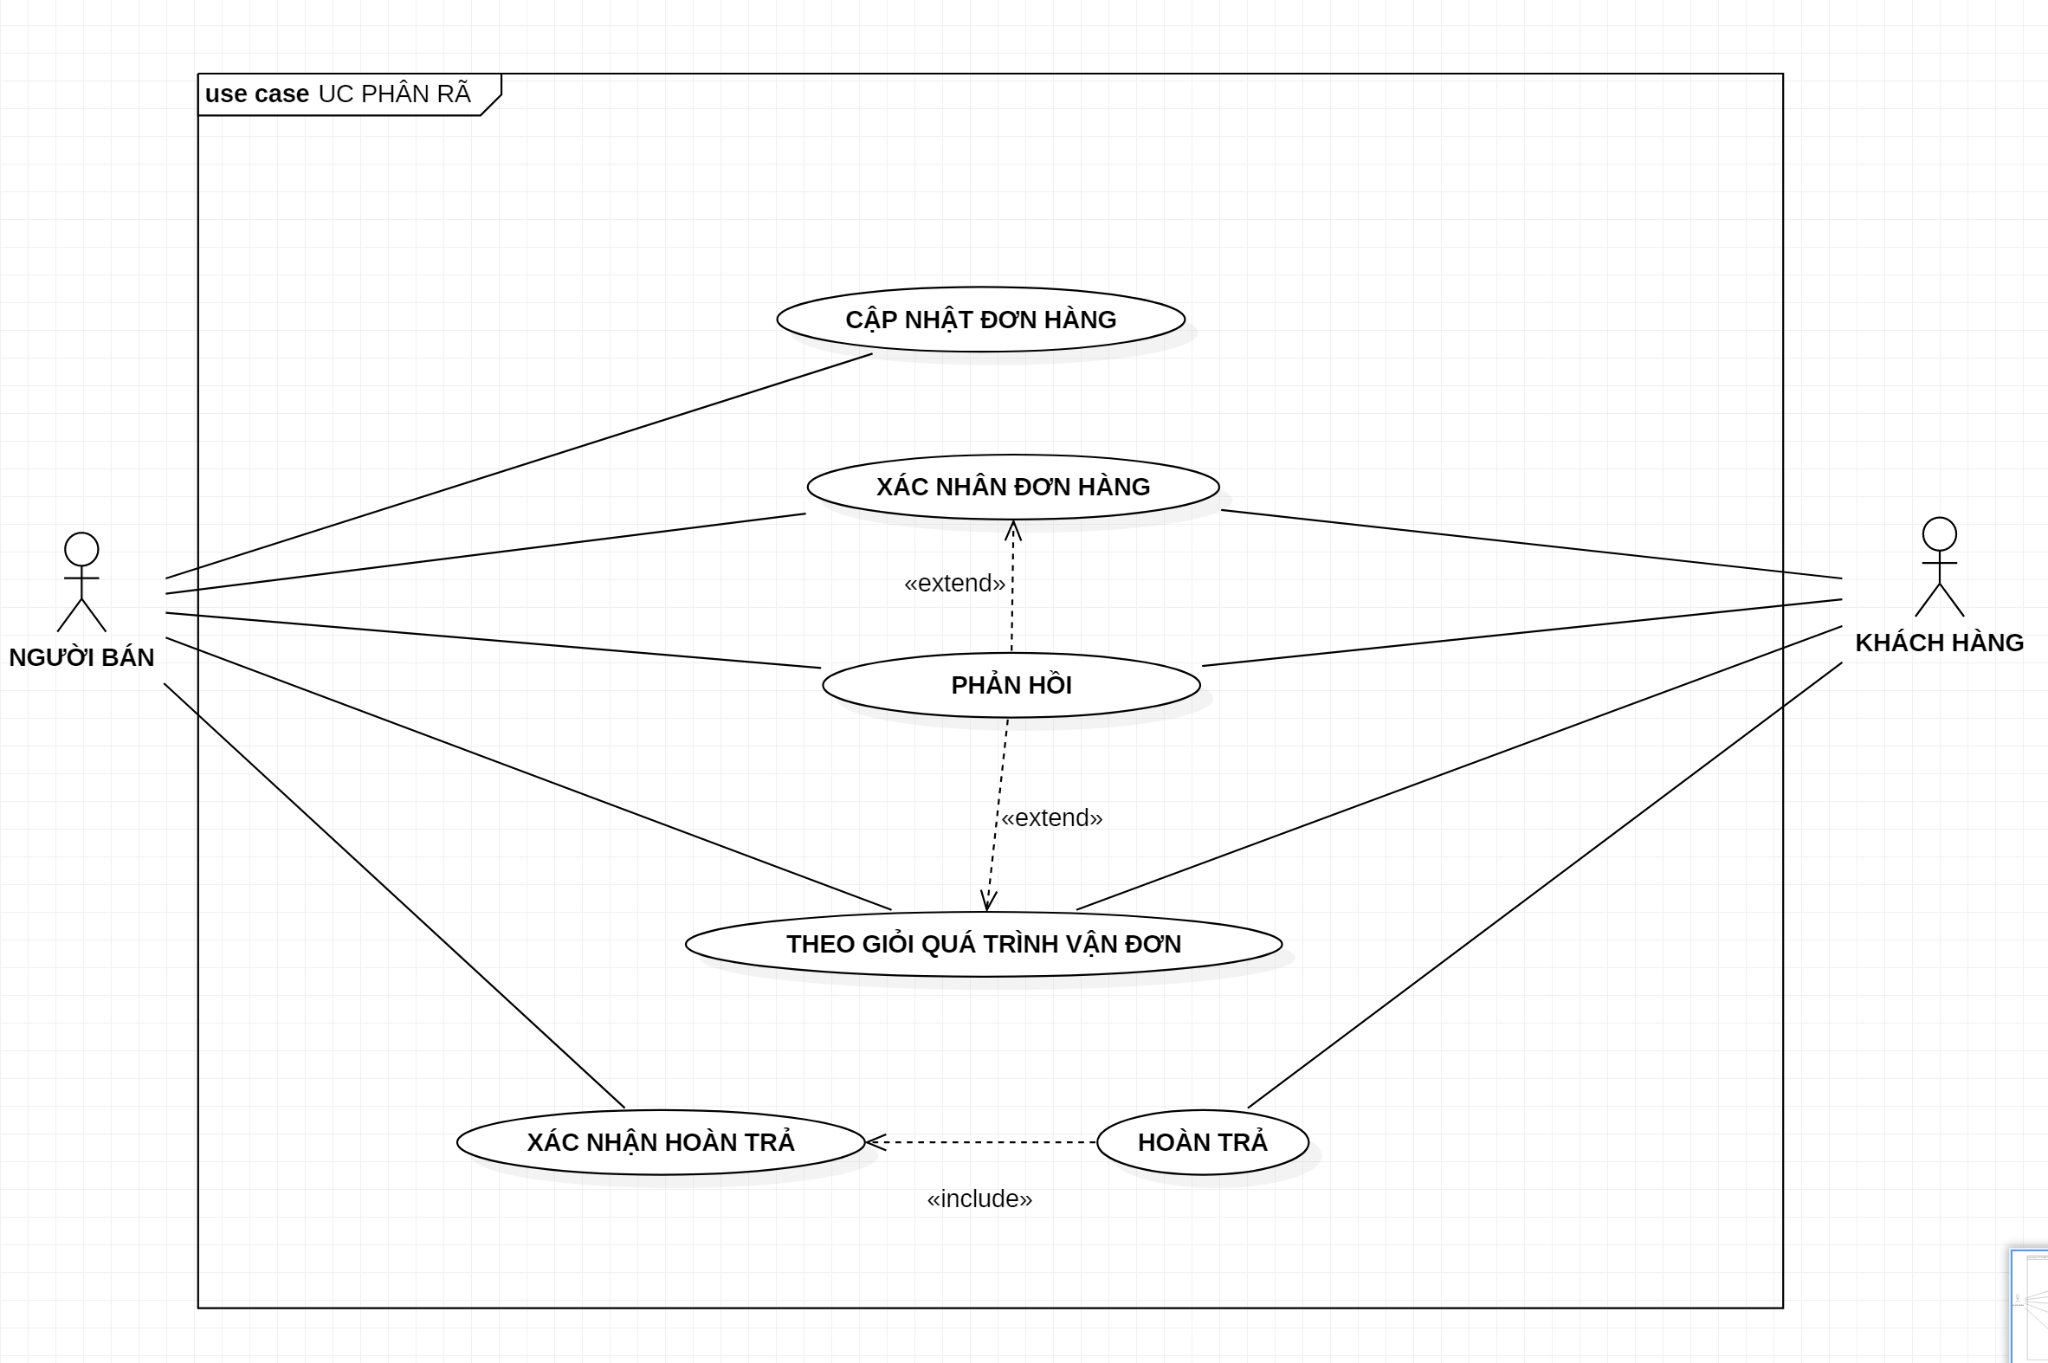 use case UC PHÂN RÃ
CẬP NHẬT ĐƠN HÀNG
XÁC NHÂN ĐƠN HÀNG
«extend»
NGƯỜI BÁN
KHÁCH HÀNG
PHẢN HỒI
«extend»
THEO GIỎI QUÁ TRÌNH VẬN ĐƠN
XÁC NHẬN HOÀN TRẢ
HOÀN TRẢ
«include»